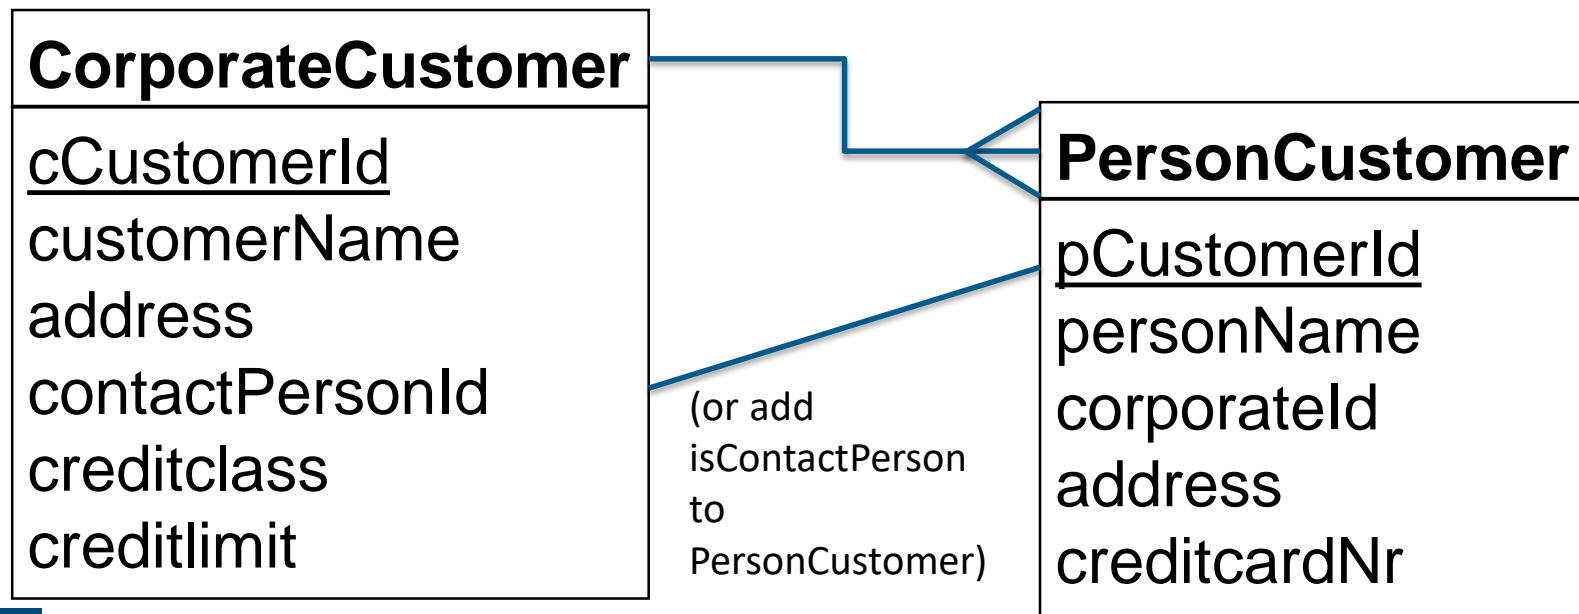 CorporateCustomer
cCustomerId
customerName
address
contactPersonId
creditclass
creditlimit
(or add
isContactPerson
to
PersonCustomer)
PersonCustomer
pCustomerId
personName
corporateId
address
creditcardNr